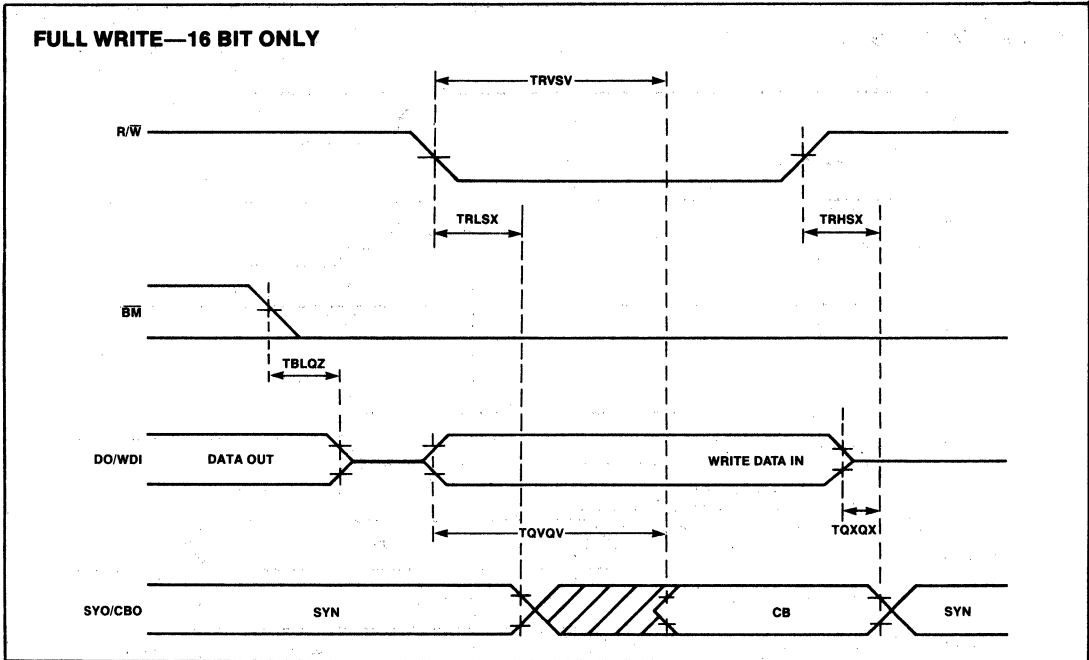 FULL WRITE—16 BIT ONLY
TRVSV
R/W̅
TRLSX
TRHSX
B̅M̅
TBLQZ
DO/WDI
DATA OUT
WRITE DATA IN
TQVQV
TQXQX
SYO/CBO
SYN
CB
SYN